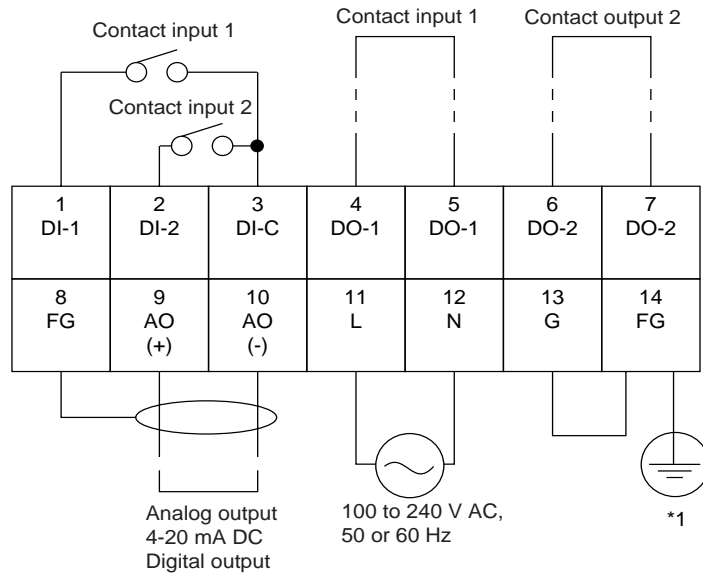 Contact input 1
Contact input 1
Contact output 2
Contact input 2
1
DI-1
2
DI-2
3
DI-C
4
DO-1
5
DO-1
6
DO-2
7
DO-2
8
FG
9
AO
(+)
10
AO
(-)
11
L
12
N
13
G
14
FG
Analog output
4-20 mA DC
Digital output
100 to 240 V AC,
50 or 60 Hz
*1